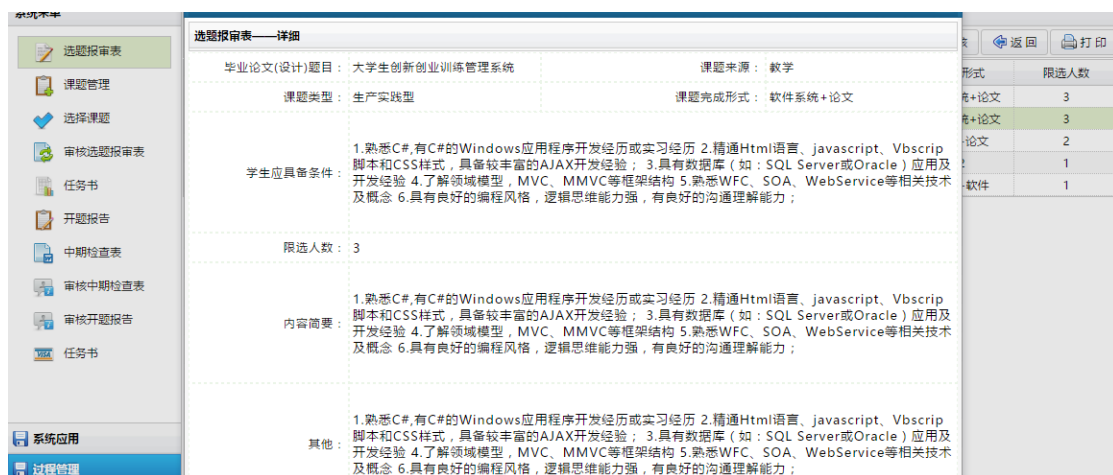 系统菜单
选题报审表
课题管理
选择课题
审核选题报审表
任务书
开题报告
中期检查表
审核中期检查表
审核开题报告
任务书
系统应用
过程管理
选题报审表——详细
毕业论文(设计)题目： 大学生创新创业训练管理系统 课题来源： 教学
课题类型： 生产实践型 课题完成形式： 软件系统+论文
学生应具备条件：
1.熟悉C#,有C#的Windows应用程序开发经历或实习经历 2.精通Html语言、javascript、Vbscrip
脚本和CSS样式，具备较丰富的AJAX开发经验； 3.具有数据库（如：SQL Server或Oracle）应用及
开发经验 4.了解领域模型，MVC、MMVC等框架结构 5.熟悉WFC、SOA、WebService等相关技术
及概念 6.具有良好的编程风格，逻辑思维能力强，有良好的沟通理解能力；
限选人数： 3
内容简要：
1.熟悉C#,有C#的Windows应用程序开发经历或实习经历 2.精通Html语言、javascript、Vbscrip
脚本和CSS样式，具备较丰富的AJAX开发经验； 3.具有数据库（如：SQL Server或Oracle）应用及
开发经验 4.了解领域模型，MVC、MMVC等框架结构 5.熟悉WFC、SOA、WebService等相关技术
及概念 6.具有良好的编程风格，逻辑思维能力强，有良好的沟通理解能力；
其他：
1.熟悉C#,有C#的Windows应用程序开发经历或实习经历 2.精通Html语言、javascript、Vbscrip
脚本和CSS样式，具备较丰富的AJAX开发经验； 3.具有数据库（如：SQL Server或Oracle）应用及
开发经验 4.了解领域模型，MVC、MMVC等框架结构 5.熟悉WFC、SOA、WebService等相关技术
及概念 6.具有良好的编程风格，逻辑思维能力强，有良好的沟通理解能力；
返回 打印
形式 限选人数
+论文 3
+论文 3
论文 2
1
软件 1